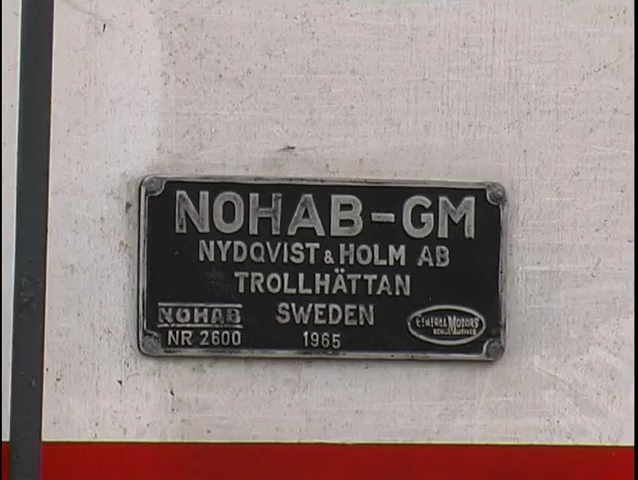 NOHAB-GM
NYDQVIST & HOLM AB
TROLLHÄTTAN
SWEDEN
NOHAB
NR 2600
1965
GENERAL MOTORS